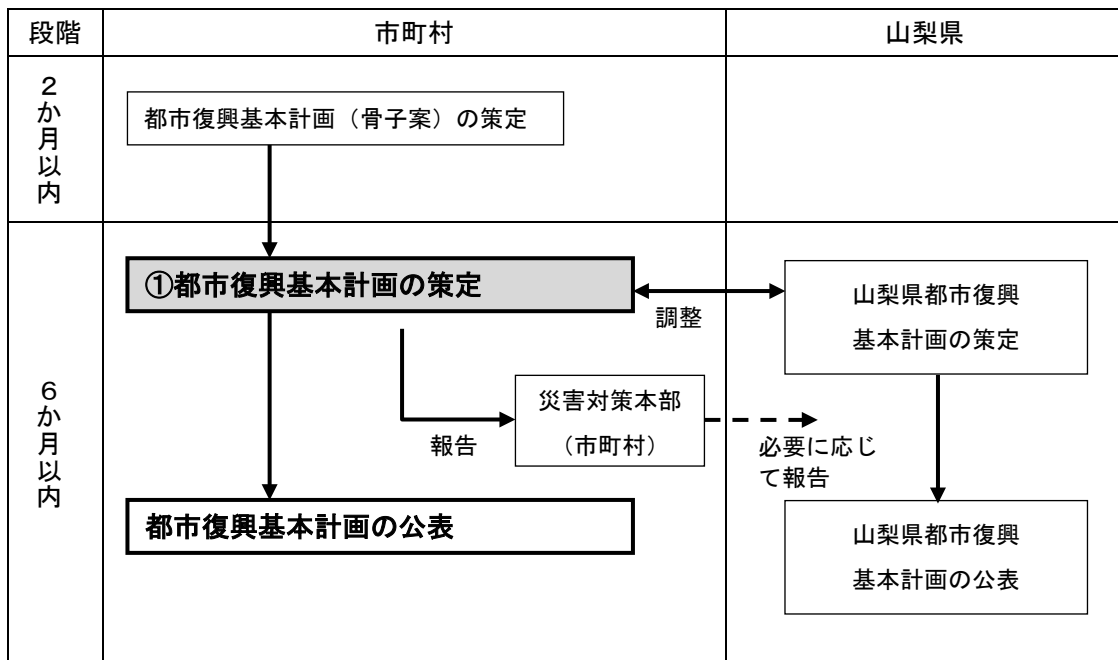 段階
市町村
山梨県
2か月以内
都市復興基本計画（骨子案）の策定
6か月以内
①都市復興基本計画の策定
調整
山梨県都市復興
基本計画の策定
報告
災害対策本部
（市町村）
必要に応じ
て報告
都市復興基本計画の公表
山梨県都市復興
基本計画の公表